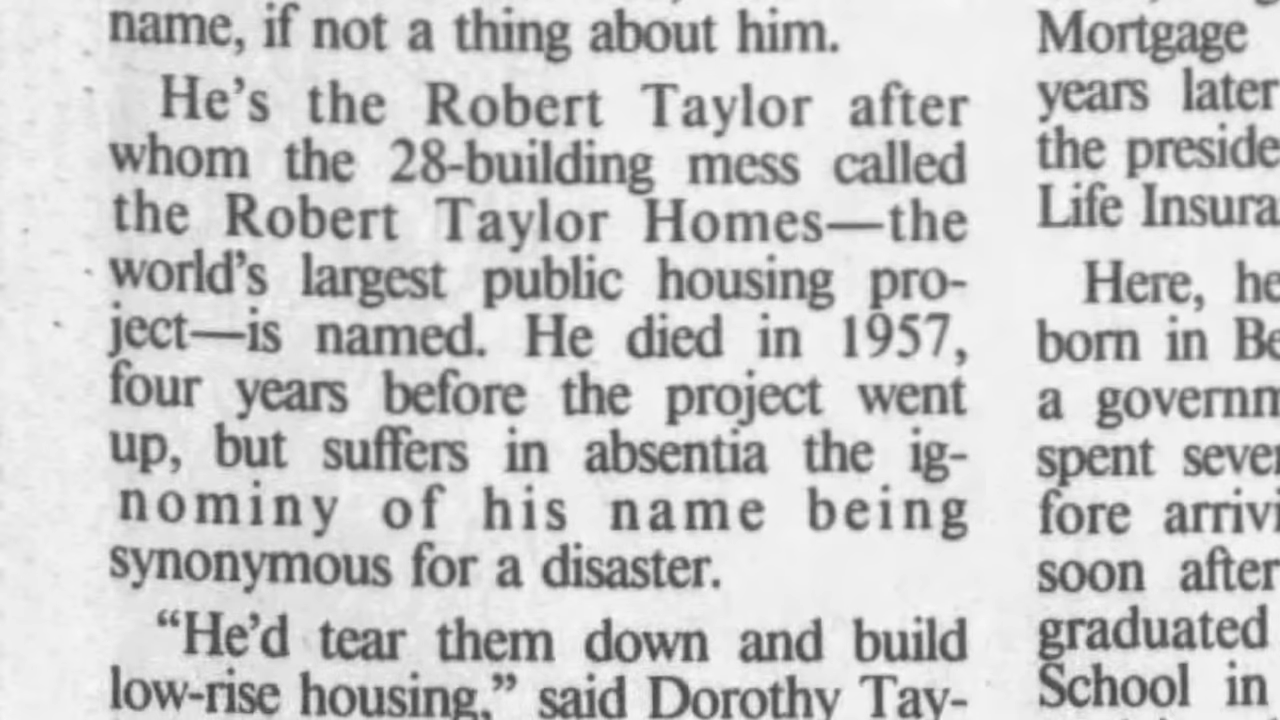 name, if not a thing about him.
He's the Robert Taylor after
whom the 28-building mess called
the Robert Taylor Homes—the
world's largest public housing pro-
ject—is named. He died in 1957,
four years before the project went
up, but suffers in absentia the ig-
nominy of his name being
synonymous for a disaster.
“He'd tear them down and build
low-rise housing,” said Dorothy Tay-
Mortgage
years later
the preside
Life Insura
Here, he
born in Be
a governm
spent sever
fore arrivi
soon after
graduated
School in